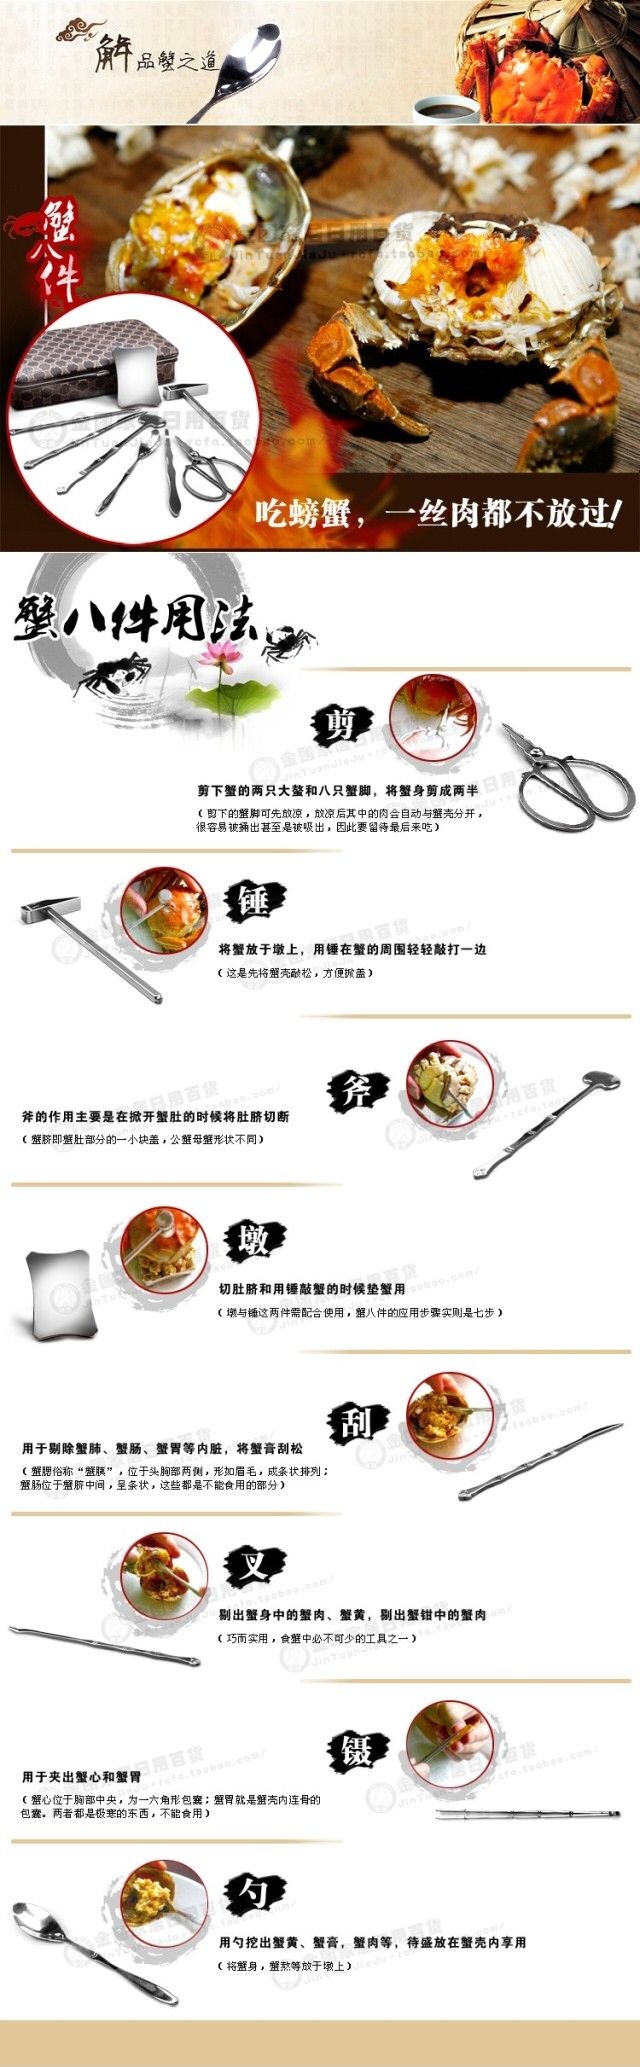 解品蟹之道
蟹八件
金团家居日用百货
JinTuanJiaJu·rcfq.taobao.com/
吃螃蟹，一丝肉都不放过！
蟹八件用法
剪
剪下蟹的两只大螯和八只蟹脚，将蟹身剪成两半
（剪下的蟹脚可先放凉，放凉后其中的肉会自动与蟹壳分开，
很容易被捅出甚至是被吸出，因此要留待最后来吃）
锤
将蟹放于墩上，用锤在蟹的周围轻轻敲打一边
（这是先将蟹壳敲松，方便掀盖）
斧
斧的作用主要是在掀开蟹肚的时候将肚脐切断
（蟹脐即蟹肚部分的一小块盖，公蟹母蟹形状不同）
墩
切肚脐和用锤敲蟹的时候垫蟹用
（墩与锤这两件需配合使用，蟹八件的应用步骤实则是七步）
刮
用于剔除蟹肺、蟹肠、蟹胃等内脏，将蟹膏刮松
（蟹腮俗称“蟹胰”，位于头胸部两侧，形如眉毛，成条状排列；
蟹肠位于蟹脐中间，呈条状，这些都是不能食用的部分）
叉
剔出蟹身中的蟹肉、蟹黄，剔出蟹钳中的蟹肉
（巧而实用，食蟹中必不可少的工具之一）
镊
用于夹出蟹心和蟹胃
（蟹心位于胸部中央，为一六角形包囊；蟹胃就是蟹壳内连骨的
包囊。两者都是极寒的东西，不能食用）
勺
用勺挖出蟹黄、蟹膏，蟹肉等，待盛放在蟹壳内享用
（将蟹身，蟹熬等放于墩上）